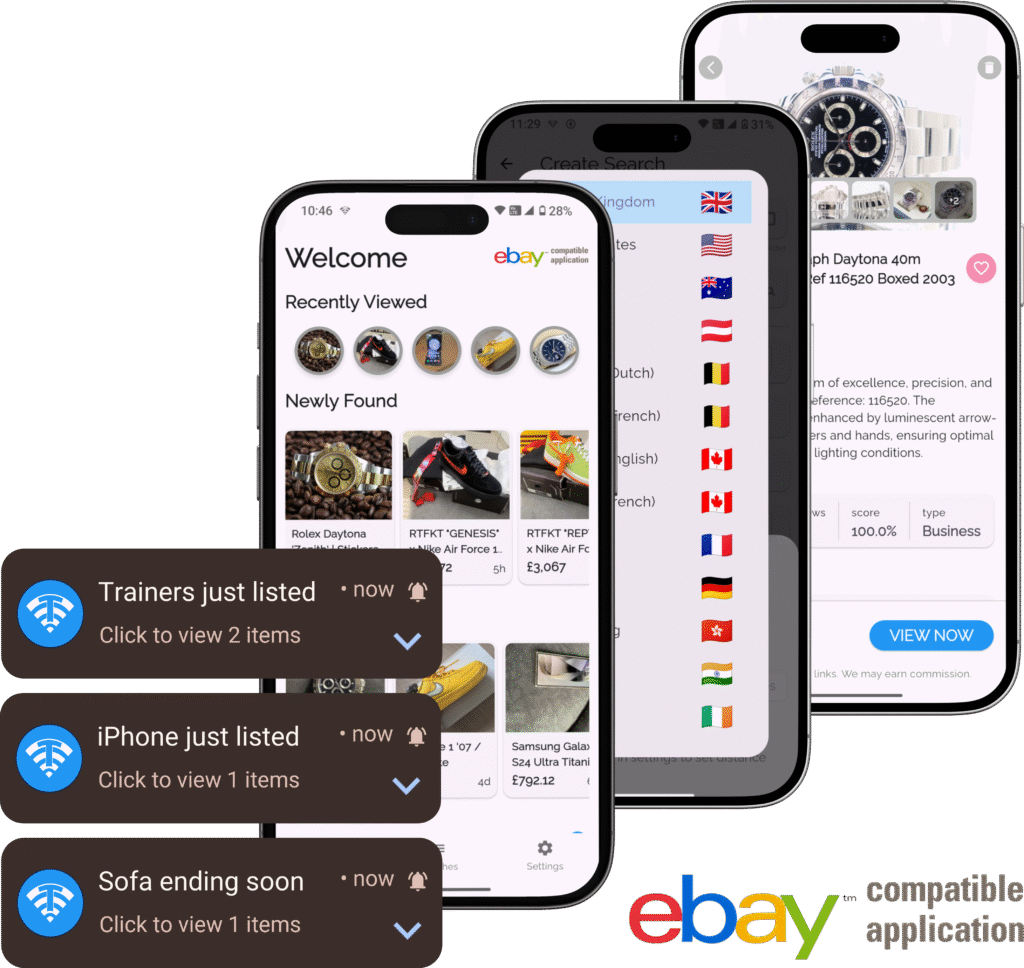 10:46
28%
Welcome
ebay compatible
application
Recently Viewed
Newly Found
Rolex Daytona
'Zenith' | Stickers
RTFKT "GENESIS"
x Nike Air Force 1..
72
5h
RTFKT "REP
x Nike Air F
£3,067
e 1 '07 /
te
4d
Samsung Galax
S24 Ultra Titani
£792.12
hes
Settings
Trainers just listed
• now
Click to view 2 items
iPhone just listed
• now
Click to view 1 items
Sofa ending soon
• now
Click to view 1 items
11:29
31%
Create Search
Kingdom
tes
Dutch)
rench)
nglish)
rench)
g
n settings to set distance
+2
ph Daytona 40m
Ref 116520 Boxed 2003
m of excellence, precision, and
eference: 116520. The
enhanced by luminescent arrow-
ers and hands, ensuring optimal
lighting conditions.
ws
score
100.0%
type
Business
VIEW NOW
links. We may earn commission.
ebay™ compatible
application